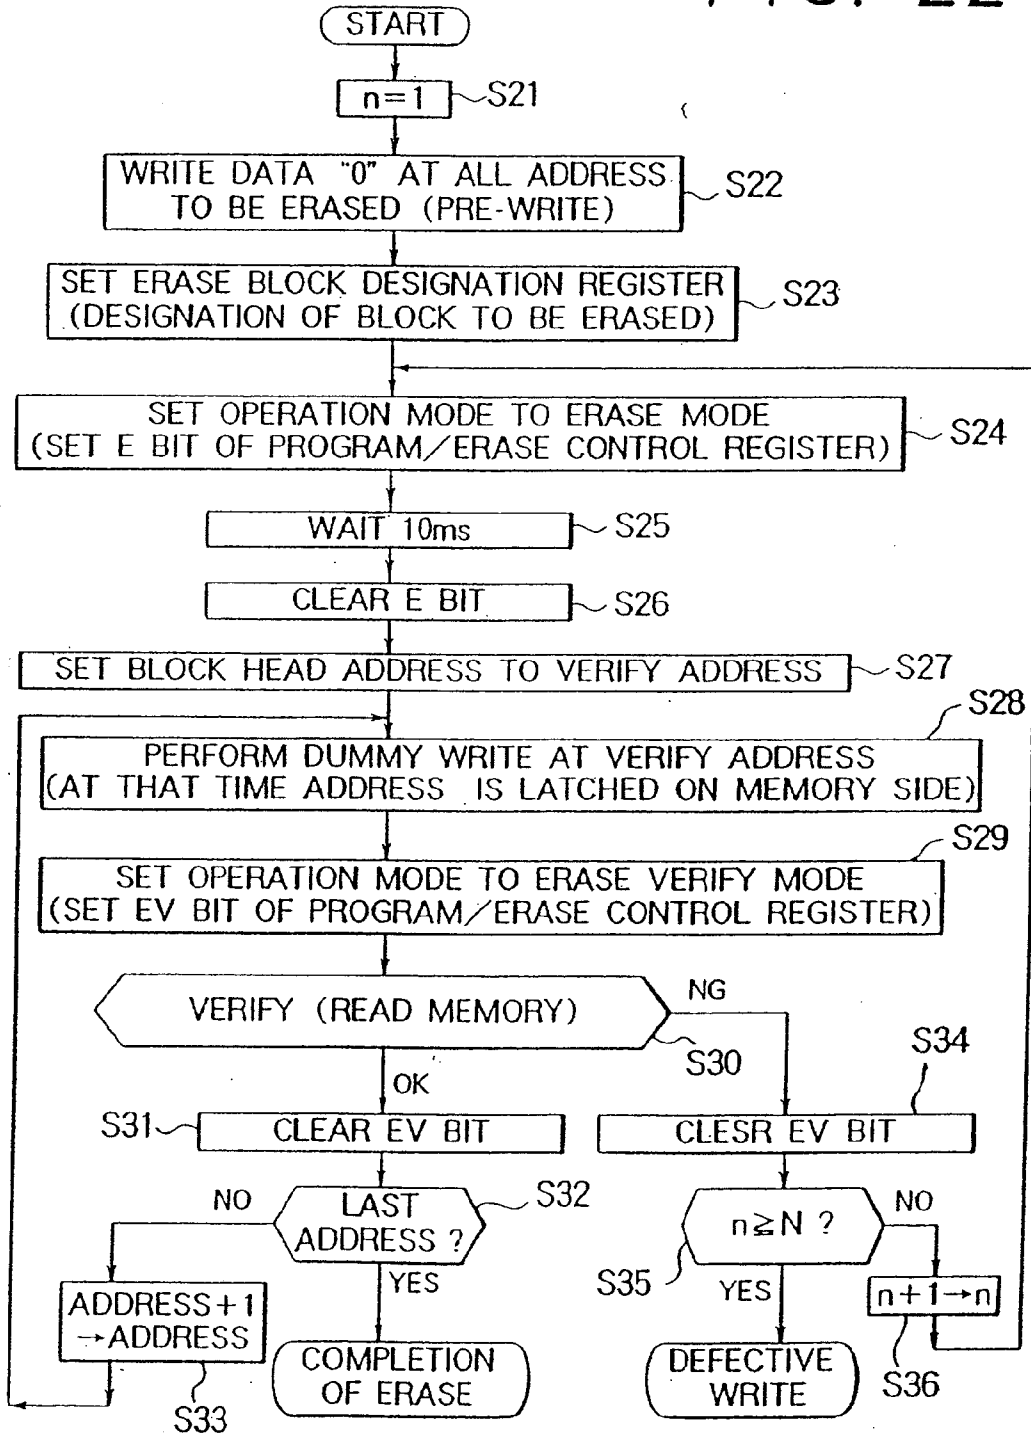 FIG. 22
START
n=1
S21
WRITE DATA "0" AT ALL ADDRESS
TO BE ERASED (PRE-WRITE)
S22
SET ERASE BLOCK DESIGNATION REGISTER
(DESIGNATION OF BLOCK TO BE ERASED)
S23
SET OPERATION MODE TO ERASE MODE
(SET E BIT OF PROGRAM/ERASE CONTROL REGISTER)
S24
WAIT 10ms
S25
CLEAR E BIT
S26
SET BLOCK HEAD ADDRESS TO VERIFY ADDRESS
S27
S28
PERFORM DUMMY WRITE AT VERIFY ADDRESS
(AT THAT TIME ADDRESS IS LATCHED ON MEMORY SIDE)
S29
SET OPERATION MODE TO ERASE VERIFY MODE
(SET EV BIT OF PROGRAM/ERASE CONTROL REGISTER)
VERIFY (READ MEMORY)
NG
S30
OK
S34
S31
CLEAR EV BIT
CLESR EV BIT
NO
LAST
ADDRESS ?
S32
YES
n≧N ?
NO
S35
YES
ADDRESS+1
→ADDRESS
S33
COMPLETION
OF ERASE
DEFECTIVE
WRITE
n+1→n
S36